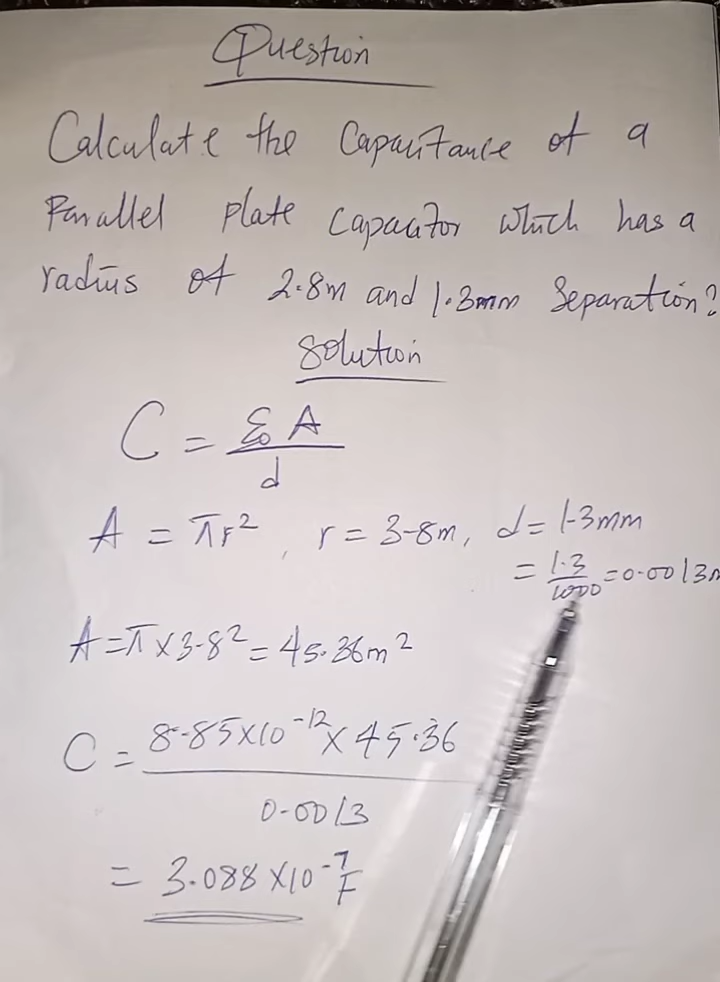 Question
Calculate the Capacitance of a
Parallel plate capacitor which has a
radius of 2.8m and 1.3mm Separation?
Solution
C = ε₀ A / d
A = πr², r = 3.8m, d = 1.3mm
= 1.3/1000 = 0.0013m
A = π × 3.8² = 45.36m²
C = 8.85×10⁻¹² × 45.36 / 0.0013
= 3.088 ×10⁻⁷ F